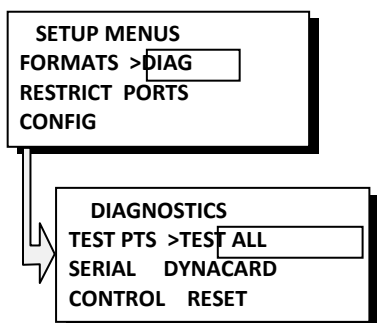 SETUP MENUS
FORMATS >DIAG
RESTRICT PORTS
CONFIG
DIAGNOSTICS
TEST PTS >TEST ALL
SERIAL DYNACARD
CONTROL RESET